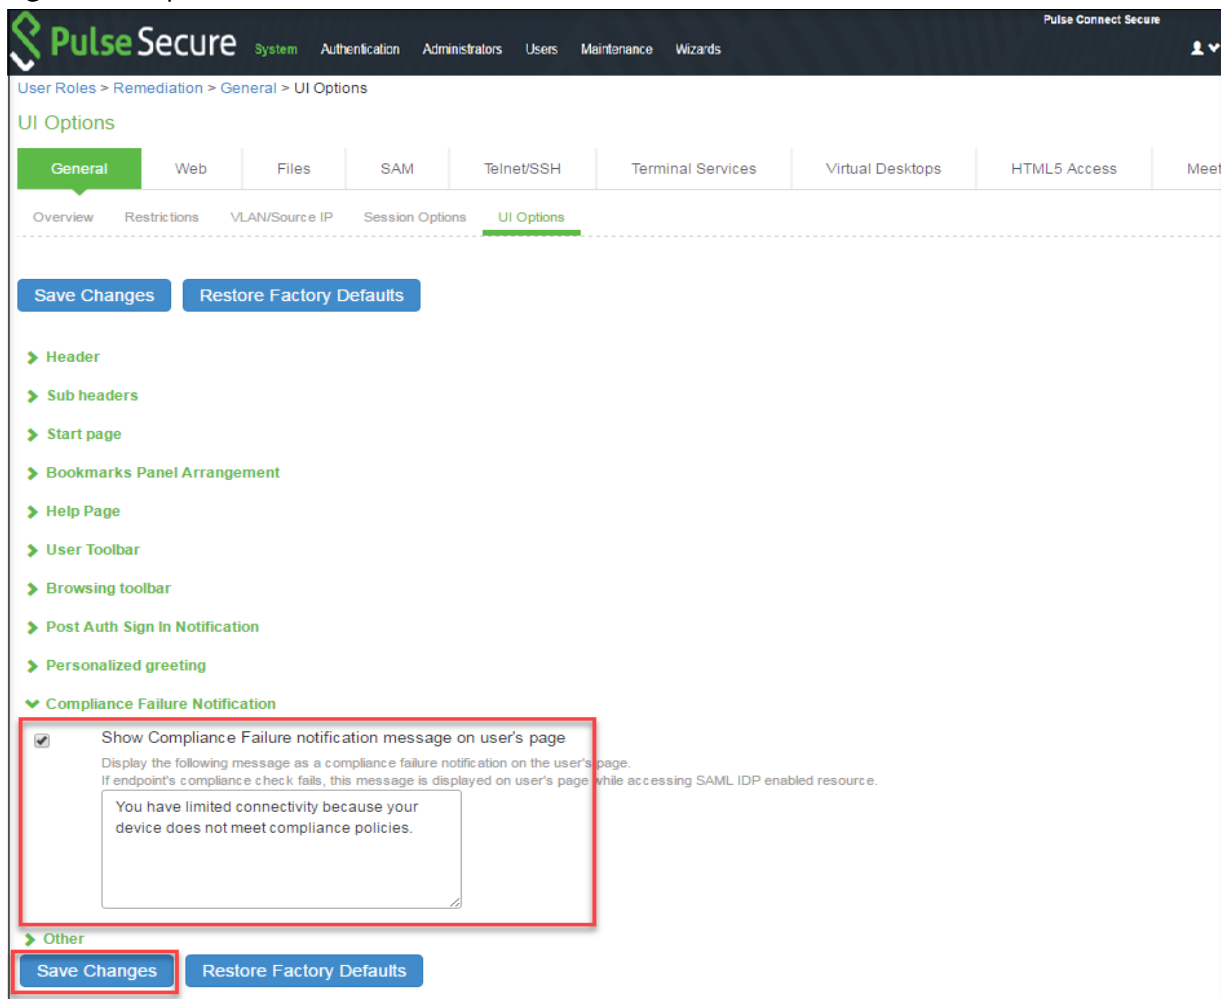 Pulse Connect Secure
Pulse Secure System Authentication Administrators Users Maintenance Wizards
User Roles > Remediation > General > UI Options
UI Options
General Web Files SAM Telnet/SSH Terminal Services Virtual Desktops HTML5 Access Meet
Overview Restrictions VLAN/Source IP Session Options UI Options
Save Changes Restore Factory Defaults
Header
Sub headers
Start page
Bookmarks Panel Arrangement
Help Page
User Toolbar
Browsing toolbar
Post Auth Sign In Notification
Personalized greeting
Compliance Failure Notification
Show Compliance Failure notification message on user's page
Display the following message as a compliance failure notification on the user's page.
If endpoint's compliance check fails, this message is displayed on user's page while accessing SAML IDP enabled resource.
You have limited connectivity because your
device does not meet compliance policies.
Other
Save Changes Restore Factory Defaults